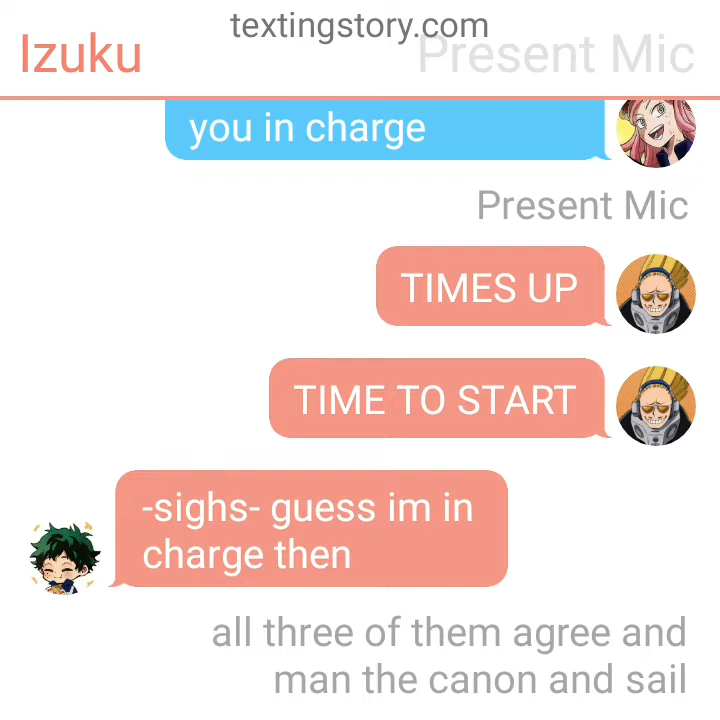 textingstory.com
Izuku
Present Mic
you in charge
Present Mic
TIMES UP
TIME TO START
-sighs- guess im in
charge then
all three of them agree and
man the canon and sail